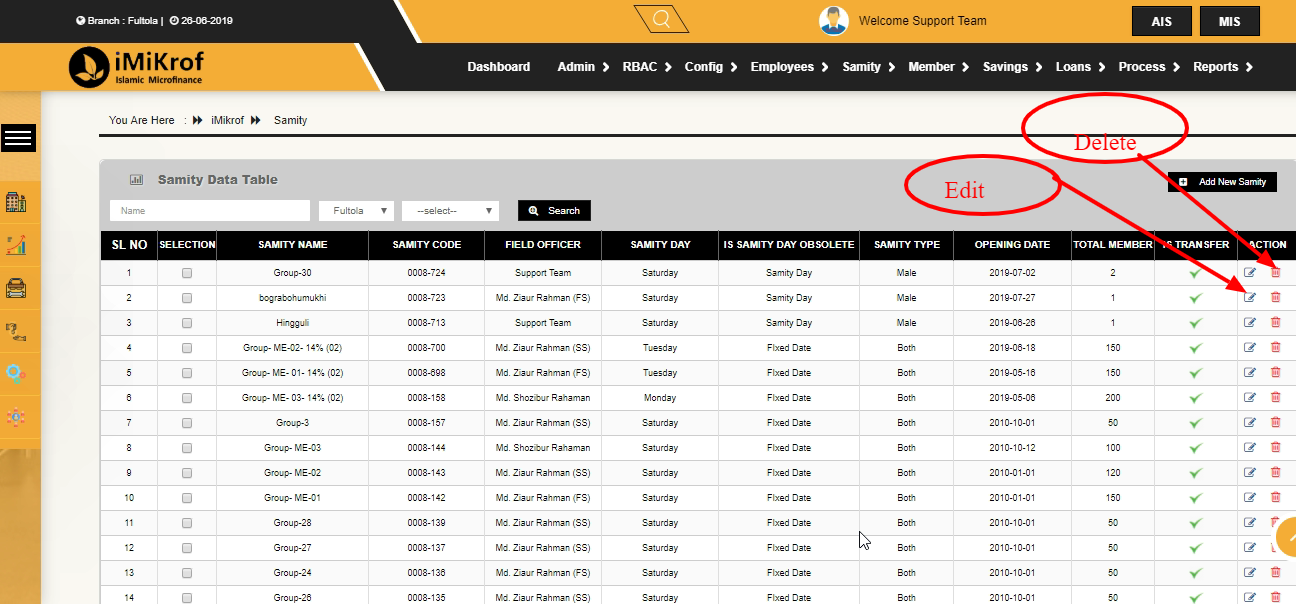 Branch : Fultola | 26-06-2019
Welcome Support Team
AIS
MIS
iMiKrof
Islamic Microfinance
Dashboard Admin RBAC Config Employees Samity Member Savings Loans Process Reports
You Are Here : iMikrof Samity
Delete
Edit
Samity Data Table
Add New Samity
Name Fultola --select-- Search
SL NO SELECTION SAMITY NAME SAMITY CODE FIELD OFFICER SAMITY DAY IS SAMITY DAY OBSOLETE SAMITY TYPE OPENING DATE TOTAL MEMBER IS TRANSFER ACTION
1 Group-30 0008-724 Support Team Saturday Samity Day Male 2019-07-02 2
2 bograbohumukhi 0008-723 Md. Ziaur Rahman (FS) Saturday Samity Day Male 2019-07-27 1
3 Hingguli 0008-713 Support Team Saturday Samity Day Male 2019-06-26 1
4 Group- ME-02- 14% (02) 0008-700 Md. Ziaur Rahman (SS) Tuesday FIxed Date Both 2019-06-18 150
5 Group- ME- 01- 14% (02) 0008-698 Md. Ziaur Rahman (FS) Tuesday FIxed Date Both 2019-05-16 150
6 Group- ME- 03- 14% (02) 0008-158 Md. Shozibur Rahaman Monday FIxed Date Both 2019-05-06 200
7 Group-3 0008-157 Md. Ziaur Rahman (SS) Saturday FIxed Date Both 2010-10-01 50
8 Group- ME-03 0008-144 Md. Shozibur Rahaman Saturday FIxed Date Both 2010-10-12 100
9 Group- ME-02 0008-143 Md. Ziaur Rahman (SS) Saturday FIxed Date Both 2010-01-01 120
10 Group- ME-01 0008-142 Md. Ziaur Rahman (FS) Saturday FIxed Date Both 2010-01-01 150
11 Group-28 0008-139 Md. Ziaur Rahman (SS) Saturday FIxed Date Both 2010-10-01 50
12 Group-27 0008-137 Md. Ziaur Rahman (SS) Saturday FIxed Date Both 2010-10-01 50
13 Group-24 0008-136 Md. Ziaur Rahman (FS) Saturday FIxed Date Both 2010-10-01 50
14 Group-26 0008-135 Md. Ziaur Rahman (SS) Saturday FIxed Date Both 2010-10-01 50